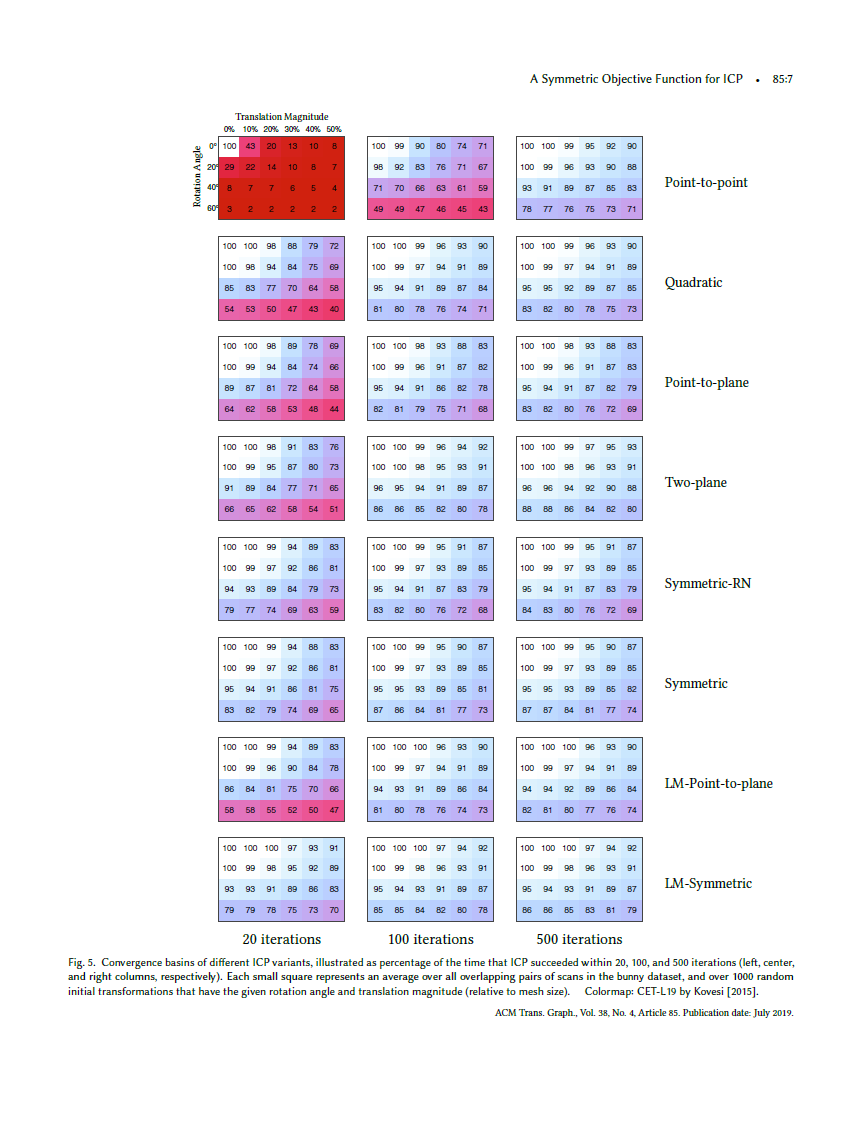 A Symmetric Objective Function for ICP • 85:7
Translation Magnitude
0% 10% 20% 30% 40% 50%
Rotation Angle
0° 100 43 20 13 10 8 100 99 90 80 74 71 100 100 99 95 92 90
20° 29 22 14 10 8 7 98 92 83 76 71 67 100 99 96 93 90 88
Point-to-point
40° 8 7 7 6 5 4 71 70 66 63 61 59 93 91 89 87 85 83
60° 3 2 2 2 2 2 49 49 47 46 45 43 78 77 76 75 73 71
100 100 98 88 79 72 100 100 99 96 93 90 100 100 99 96 93 90
100 98 94 84 75 69 100 99 97 94 91 89 100 99 97 94 91 89
Quadratic
85 83 77 70 64 58 95 94 91 89 87 84 95 95 92 89 87 85
54 53 50 47 43 40 81 80 78 76 74 71 83 82 80 78 75 73
100 100 98 89 78 69 100 100 98 93 88 83 100 100 98 93 88 83
100 99 94 84 74 66 100 99 96 91 87 82 100 99 96 91 87 83
Point-to-plane
89 87 81 72 64 58 95 94 91 86 82 78 95 94 91 87 82 79
64 62 58 53 48 44 82 81 79 75 71 68 83 82 80 76 72 69
100 100 98 91 83 76 100 100 99 96 94 92 100 100 99 97 95 93
100 99 95 87 80 73 100 100 98 95 93 91 100 100 98 96 93 91
Two-plane
91 89 84 77 71 65 96 95 94 91 89 87 96 96 94 92 90 88
66 65 62 58 54 51 86 86 85 82 80 78 88 88 86 84 82 80
100 100 99 94 89 83 100 100 99 95 91 87 100 100 99 95 91 87
100 99 97 92 86 81 100 99 97 93 89 85 100 99 97 93 89 85
Symmetric-RN
94 93 89 84 79 73 95 94 91 87 83 79 95 94 91 87 83 79
79 77 74 69 63 59 83 82 80 76 72 68 84 83 80 76 72 69
100 100 99 94 88 83 100 100 99 95 90 87 100 100 99 95 90 87
100 99 97 92 86 81 100 99 97 93 89 85 100 99 97 93 89 85
Symmetric
95 94 91 86 81 75 95 95 93 89 85 81 95 95 93 89 85 82
83 82 79 74 69 65 87 86 84 81 77 73 87 87 84 81 77 74
100 100 99 94 89 83 100 100 100 96 93 90 100 100 100 96 93 90
100 99 96 90 84 78 100 99 97 94 91 89 100 99 97 94 91 89
LM-Point-to-plane
86 84 81 75 70 66 94 93 91 89 86 84 94 94 92 89 86 84
58 58 55 52 50 47 81 80 78 76 74 73 82 81 80 77 76 74
100 100 100 97 93 91 100 100 100 97 94 92 100 100 100 97 94 92
100 99 98 95 92 89 100 99 98 96 93 91 100 99 98 96 93 91
LM-Symmetric
93 93 91 89 86 83 95 94 93 91 89 87 95 94 93 91 89 87
79 79 78 75 73 70 85 85 84 82 80 78 86 86 85 83 81 79
20 iterations 100 iterations 500 iterations
Fig. 5. Convergence basins of different ICP variants, illustrated as percentage of the time that ICP succeeded within 20, 100, and 500 iterations (left, center,
and right columns, respectively). Each small square represents an average over all overlapping pairs of scans in the bunny dataset, and over 1000 random
initial transformations that have the given rotation angle and translation magnitude (relative to mesh size). Colormap: CET-L19 by Kovesi [2015].
ACM Trans. Graph., Vol. 38, No. 4, Article 85. Publication date: July 2019.